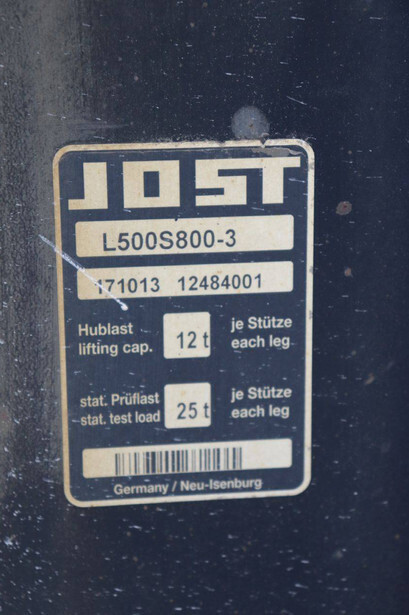 JOST
L500S800-3
171013 12484001
Hublast
lifting cap.
12 t
je Stütze
each leg
stat. Prüflast
stat. test load
25 t
je Stütze
each leg
Germany / Neu-Isenburg